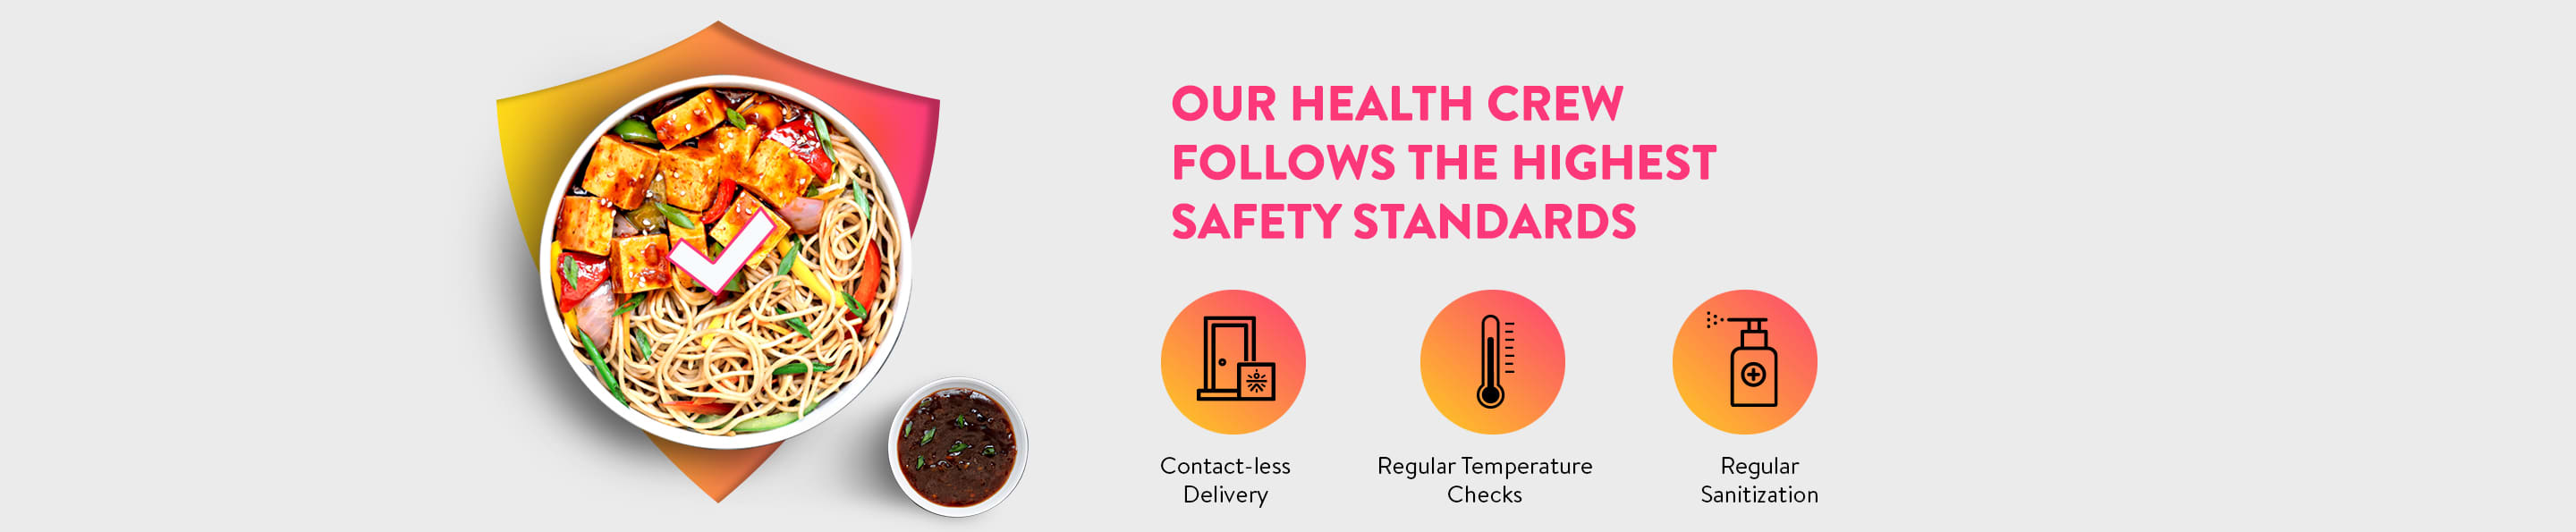 OUR HEALTH CREW
FOLLOWS THE HIGHEST
SAFETY STANDARDS
Contact-less
Delivery
Regular Temperature
Checks
Regular
Sanitization